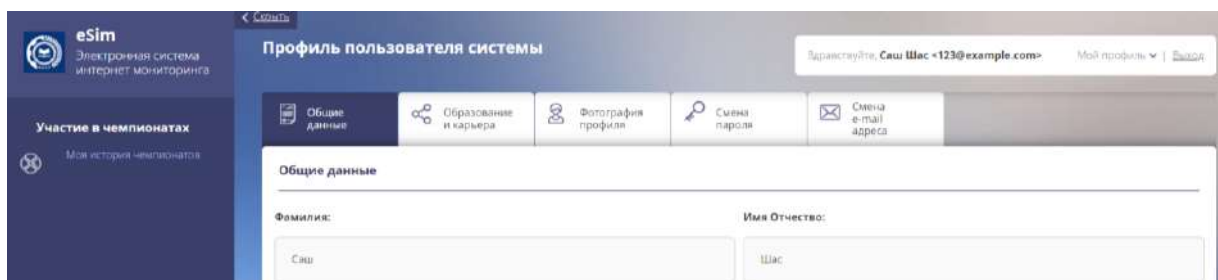 Скрыть
eSim
Электронная система
интернет мониторинга
Профиль пользователя системы
Здравствуйте, Саш Шас <123@example.com>
Мой профиль | Выход
Участие в чемпионатах
Моя история чемпионатов
Общие
данные
Образование
и карьера
Фотография
профиля
Смена
пароля
Смена
e-mail
адреса
Общие данные
Фамилия:
Имя Отчество:
Саш
Шас